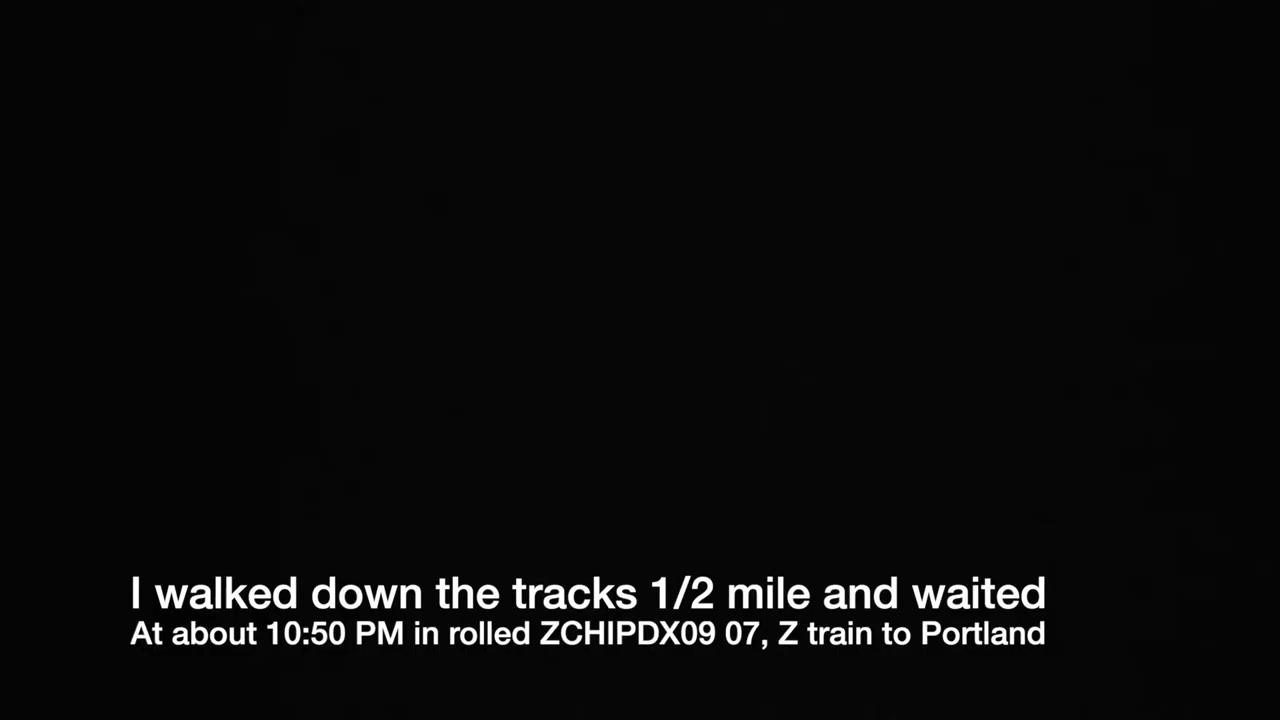 I walked down the tracks 1/2 mile and waited
At about 10:50 PM in rolled ZCHIPDX09 07, Z train to Portland